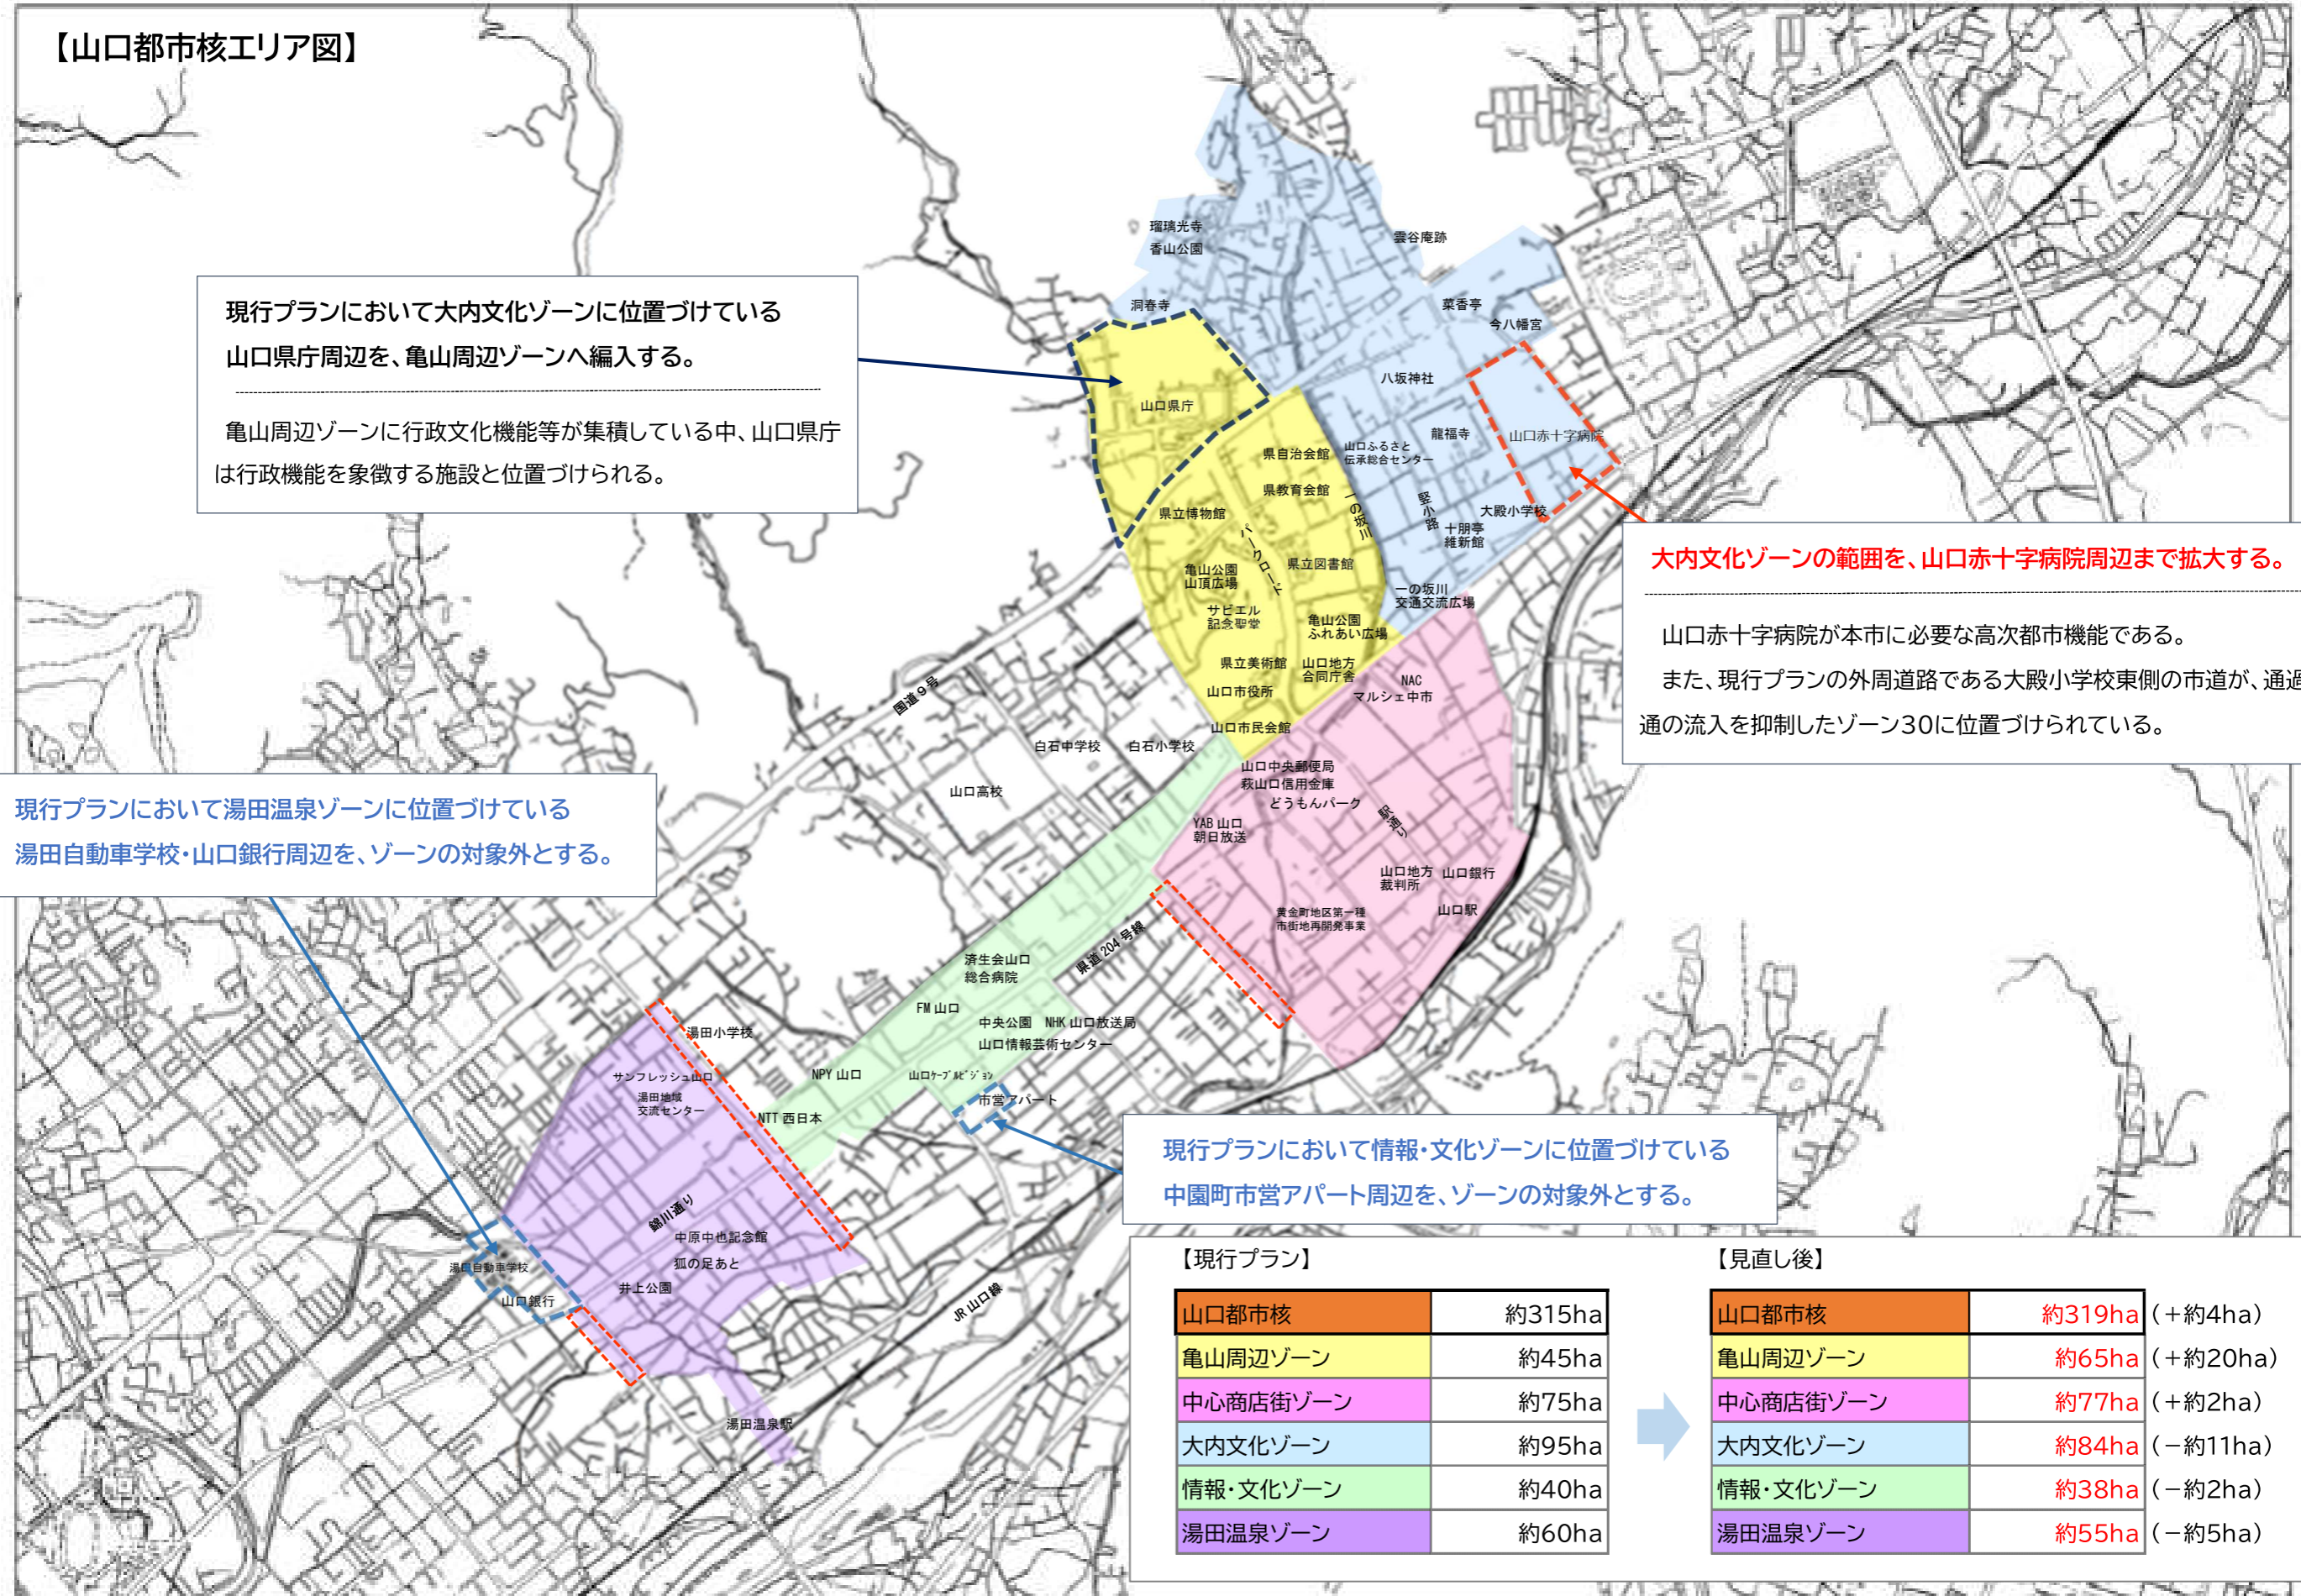 【山口都市核エリア図】
現行プランにおいて大内文化ゾーンに位置づけている
山口県庁周辺を、亀山周辺ゾーンへ編入する。
亀山周辺ゾーンに行政文化機能等が集積している中、山口県庁
は行政機能を象徴する施設と位置づけられる。
瑠璃光寺
香山公園
雲谷庵跡
洞春寺
菜香亭
今八幡宮
八坂神社
山口県庁
龍福寺
山口赤十字病院
県自治会館
山口ふるさと
伝承総合センター
県教育会館
一の坂川
竪小路
大殿小学校
県立博物館
パークロード
十朋亭
維新館
県立図書館
亀山公園
山頂広場
一の坂川
交通交流広場
サビエル
記念聖堂
亀山公園
ふれあい広場
県立美術館
山口地方
合同庁舎
山口市役所
NAC
マルシェ中市
山口市民会館
大内文化ゾーンの範囲を、山口赤十字病院周辺まで拡大する。
山口赤十字病院が本市に必要な高次都市機能である。
また、現行プランの外周道路である大殿小学校東側の市道が、通過
通の流入を抑制したゾーン30に位置づけられている。
国道9号
白石中学校
白石小学校
山口高校
山口中央郵便局
萩山口信用金庫
どうもんパーク
駅通り
YAB 山口
朝日放送
山口地方
裁判所
山口銀行
山口駅
黄金町地区第一種
市街地再開発事業
現行プランにおいて湯田温泉ゾーンに位置づけている
湯田自動車学校・山口銀行周辺を、ゾーンの対象外とする。
県道204号線
済生会山口
総合病院
FM 山口
中央公園
NHK 山口放送局
山口情報芸術センター
湯田小学校
NPY 山口
山口ケーブルビジョン
サンフレッシュ山口
湯田地域
交流センター
市営アパート
NTT 西日本
現行プランにおいて情報・文化ゾーンに位置づけている
中園町市営アパート周辺を、ゾーンの対象外とする。
錦川通り
中原中也記念館
狐の足あと
井上公園
湯田自動車学校
山口銀行
JR 山口線
湯田温泉駅
【現行プラン】
山口都市核 約315ha
亀山周辺ゾーン 約45ha
中心商店街ゾーン 約75ha
大内文化ゾーン 約95ha
情報・文化ゾーン 約40ha
湯田温泉ゾーン 約60ha
【見直し後】
山口都市核 約319ha (+約4ha)
亀山周辺ゾーン 約65ha (+約20ha)
中心商店街ゾーン 約77ha (+約2ha)
大内文化ゾーン 約84ha (-約11ha)
情報・文化ゾーン 約38ha (-約2ha)
湯田温泉ゾーン 約55ha (-約5ha)